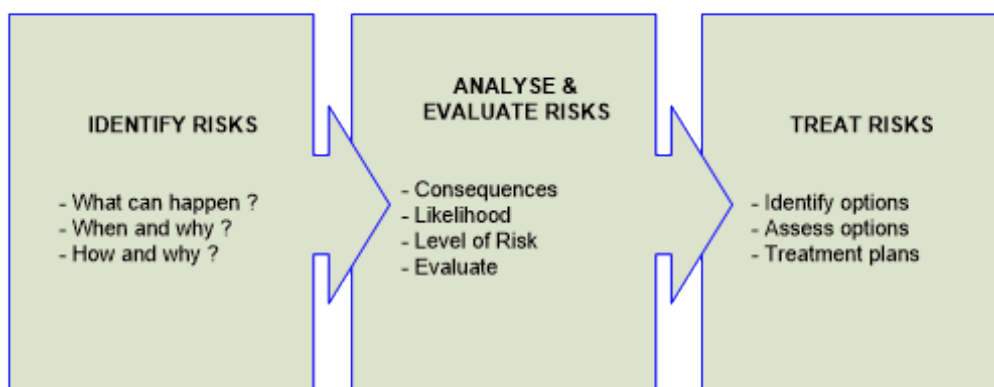 IDENTIFY RISKS
- What can happen ?
- When and why ?
- How and why ?
ANALYSE &
EVALUATE RISKS
- Consequences
- Likelihood
- Level of Risk
- Evaluate
TREAT RISKS
- Identify options
- Assess options
- Treatment plans